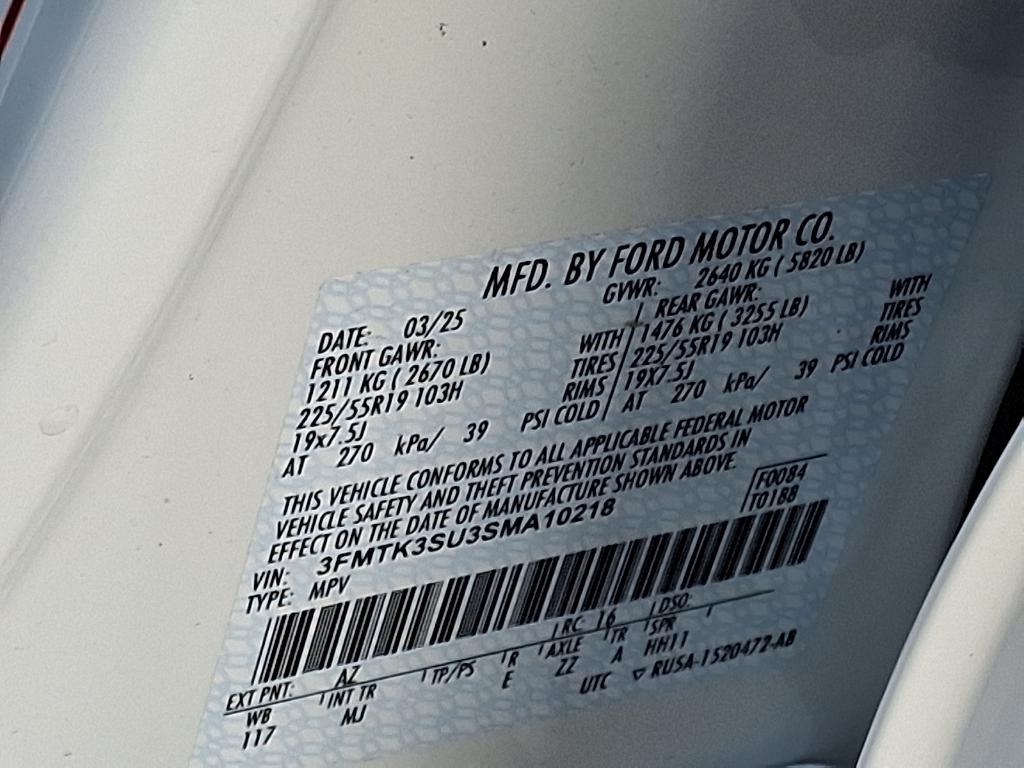 MFD. BY FORD MOTOR CO.
DATE: 03/25 GVWR: 2640 KG ( 5820 LB)
FRONT GAWR: REAR GAWR:
1211 KG ( 2670 LB) WITH 1476 KG ( 3255 LB) WITH
225/55R19 103H TIRES 225/55R19 103H TIRES
19x7.5J RIMS 19X7.5J RIMS
AT 270 kPa/ 39 PSI COLD AT 270 kPa/ 39 PSI COLD
THIS VEHICLE CONFORMS TO ALL APPLICABLE FEDERAL MOTOR
VEHICLE SAFETY AND THEFT PREVENTION STANDARDS IN
EFFECT ON THE DATE OF MANUFACTURE SHOWN ABOVE.
VIN: 3FMTK3SU3SMA10218
F0084
T0188
TYPE: MPV
EXT PNT: AZ RC: 16 DSO:
WB INT TR TP/PS R AXLE TR SPR
117 MJ E ZZ A HH11
UTC ▽ RUSA-1520472-AB